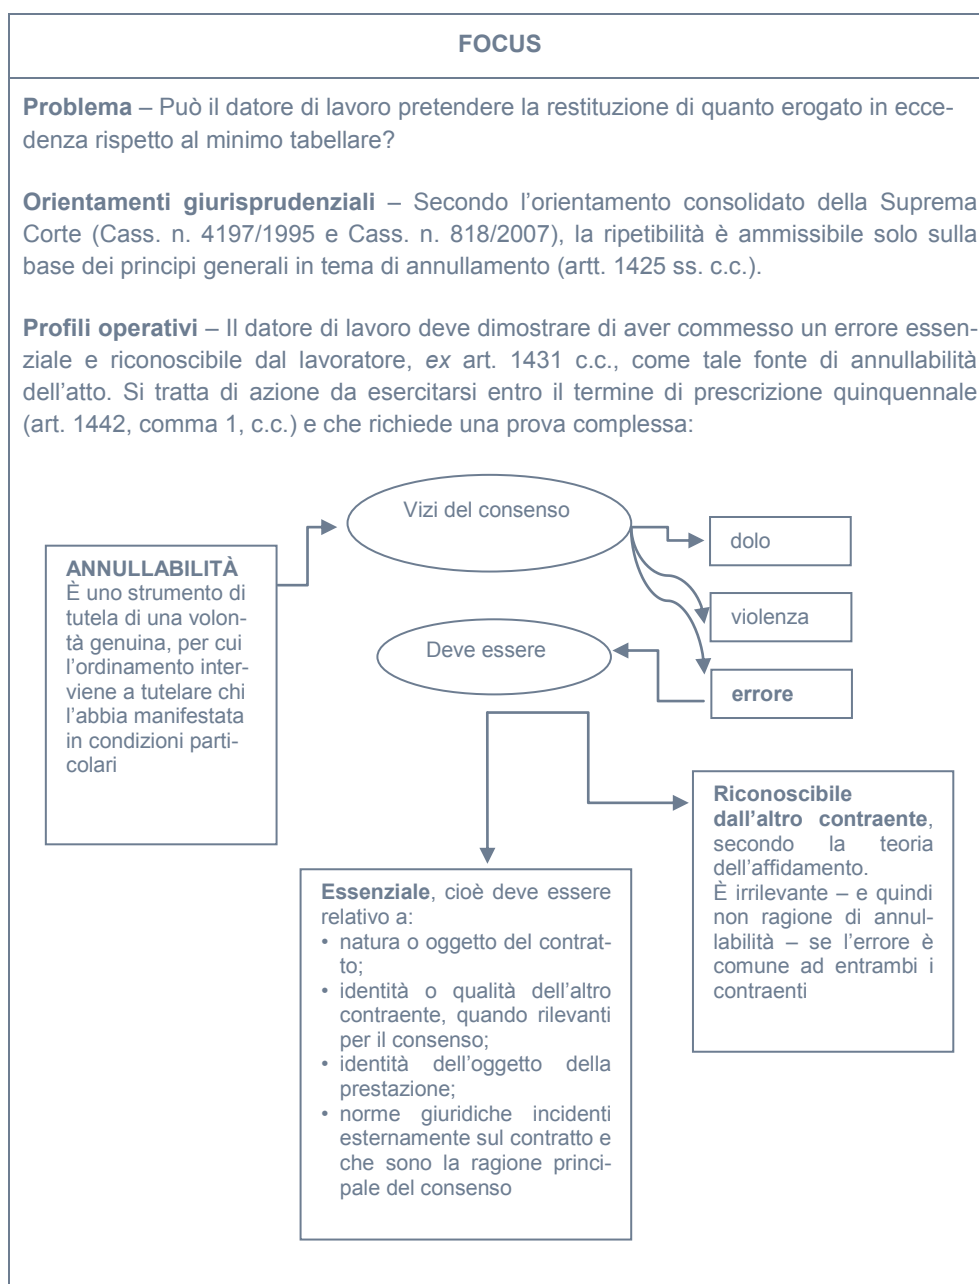 FOCUS
Problema – Può il datore di lavoro pretendere la restituzione di quanto erogato in ecce-
denza rispetto al minimo tabellare?
Orientamenti giurisprudenziali – Secondo l'orientamento consolidato della Suprema
Corte (Cass. n. 4197/1995 e Cass. n. 818/2007), la ripetibilità è ammissibile solo sulla
base dei principi generali in tema di annullamento (artt. 1425 ss. c.c.).
Profili operativi – Il datore di lavoro deve dimostrare di aver commesso un errore essen-
ziale e riconoscibile dal lavoratore, ex art. 1431 c.c., come tale fonte di annullabilità
dell'atto. Si tratta di azione da esercitarsi entro il termine di prescrizione quinquennale
(art. 1442, comma 1, c.c.) e che richiede una prova complessa:
Vizi del consenso
dolo
violenza
errore
ANNULLABILITÀ
È uno strumento di
tutela di una volon-
tà genuina, per cui
l'ordinamento inter-
viene a tutelare chi
l'abbia manifestata
in condizioni parti-
colari
Deve essere
Riconoscibile
dall'altro contraente,
secondo la teoria
dell'affidamento.
È irrilevante – e quindi
non ragione di annul-
labilità – se l'errore è
comune ad entrambi i
contraenti
Essenziale, cioè deve essere
relativo a:
• natura o oggetto del contrat-
to;
• identità o qualità dell'altro
contraente, quando rilevanti
per il consenso;
• identità dell'oggetto della
prestazione;
• norme giuridiche incidenti
esternamente sul contratto e
che sono la ragione princi-
pale del consenso